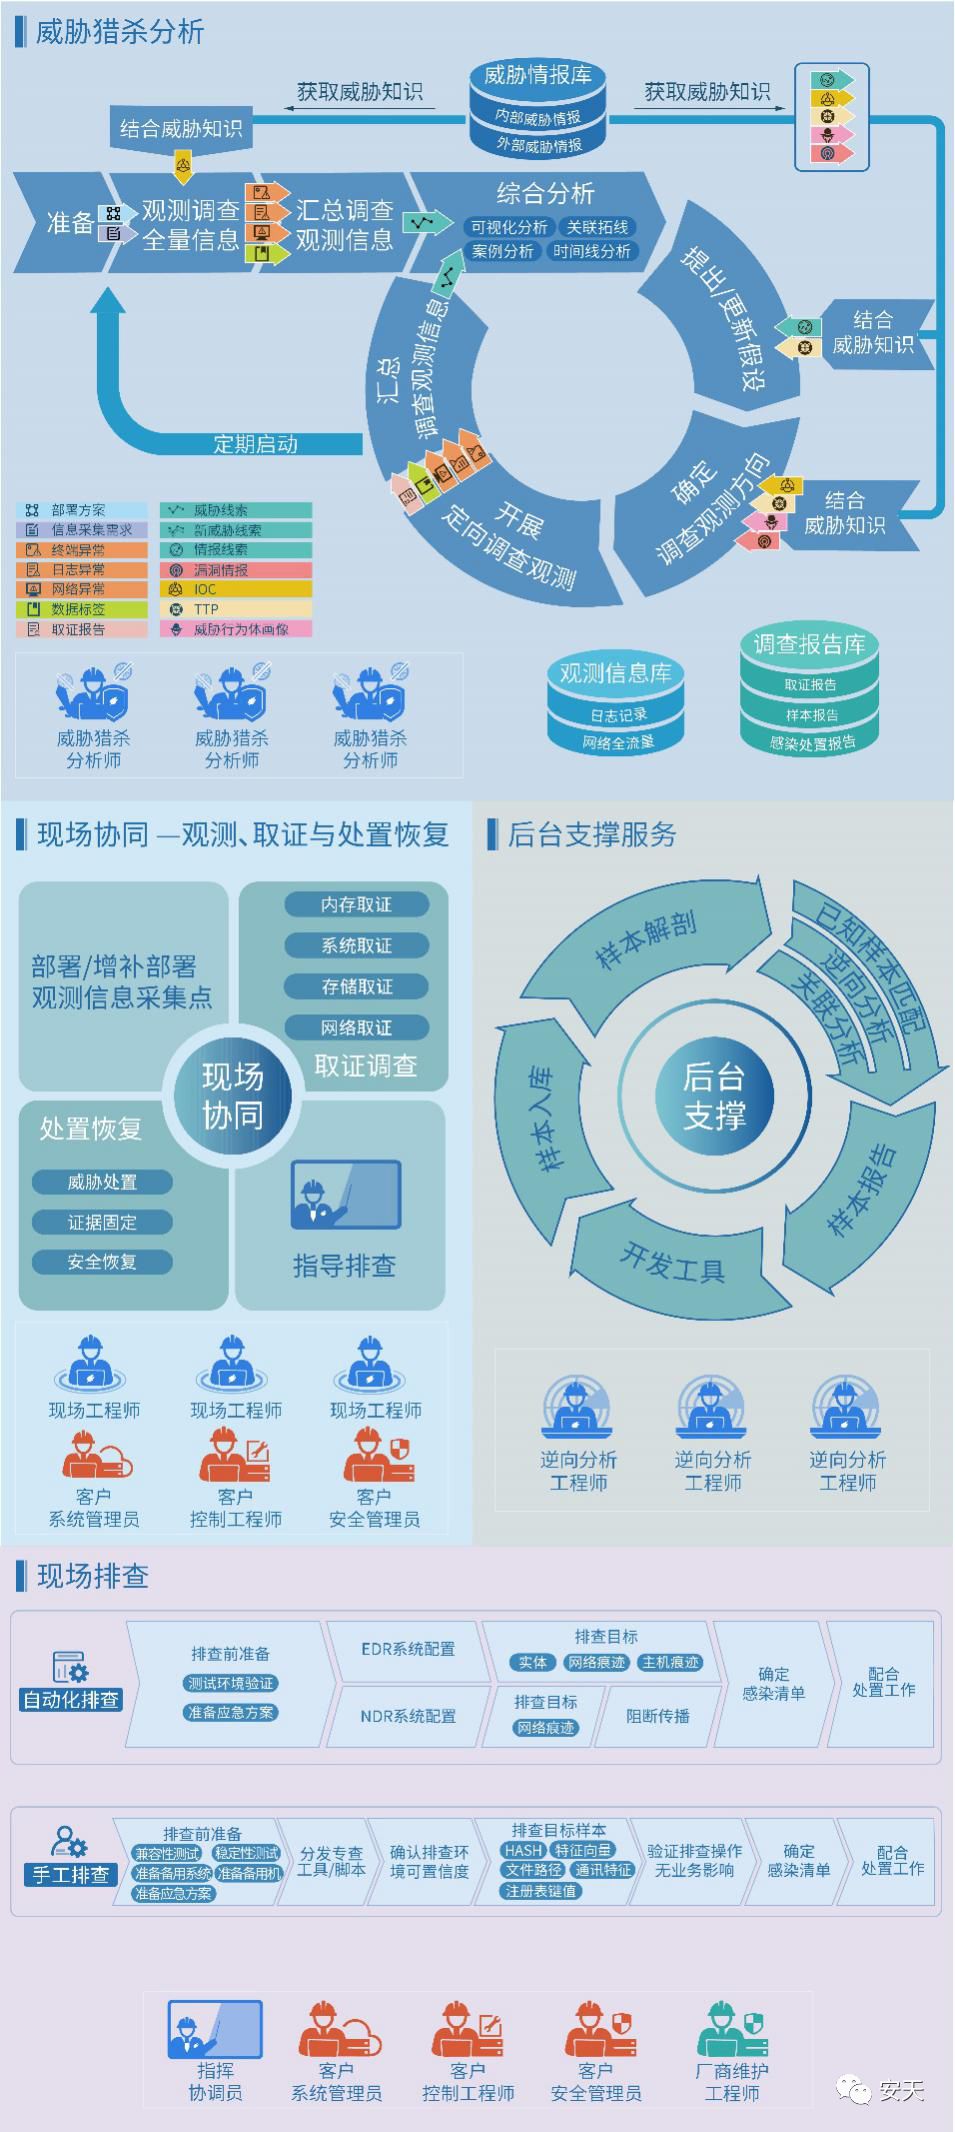 威胁猎杀分析
获取威胁知识
威胁情报库
内部威胁情报
外部威胁情报
获取威胁知识
结合威胁知识
准备
观测调查
全量信息
汇总调查
观测信息
综合分析
可视化分析
关联拓线
案例分析
时间线分析
提出/更新假设
结合
威胁知识
确定
调查观测方向
结合
威胁知识
开展
定向调查观测
汇总
调查观测信息
定期启动
部署方案
威胁线索
信息采集需求
新威胁线索
终端异常
情报线索
日志异常
漏洞情报
网络异常
IOC
数据标签
TTP
取证报告
威胁行为体画像
威胁猎杀
分析师
威胁猎杀
分析师
威胁猎杀
分析师
观测信息库
日志记录
网络全流量
调查报告库
取证报告
样本报告
感染处置报告
现场协同 —观测、取证与处置恢复
部署/增补部署
观测信息采集点
内存取证
系统取证
存储取证
网络取证
取证调查
现场
协同
处置恢复
威胁处置
证据固定
安全恢复
指导排查
现场工程师
现场工程师
现场工程师
客户
系统管理员
客户
控制工程师
客户
安全管理员
后台支撑服务
样本解剖
已知样本匹配
逆向分析
关联分析
样本报告
开发工具
样本入库
后台
支撑
逆向分析
工程师
逆向分析
工程师
逆向分析
工程师
现场排查
自动化排查
排查前准备
测试环境验证
准备应急方案
EDR系统配置
NDR系统配置
排查目标
实体
网络痕迹
主机痕迹
排查目标
网络痕迹
阻断传播
确定
感染清单
配合
处置工作
手工排查
排查前准备
兼容性测试
稳定性测试
准备备用系统
准备备用机
准备应急方案
分发专查
工具/脚本
确认排查环
境可置信度
排查目标样本
HASH
特征向量
文件路径
通讯特征
注册表键值
验证排查操作
无业务影响
确定
感染清单
配合
处置工作
指挥
协调员
客户
系统管理员
客户
控制工程师
客户
安全管理员
厂商维护
工程师
安天